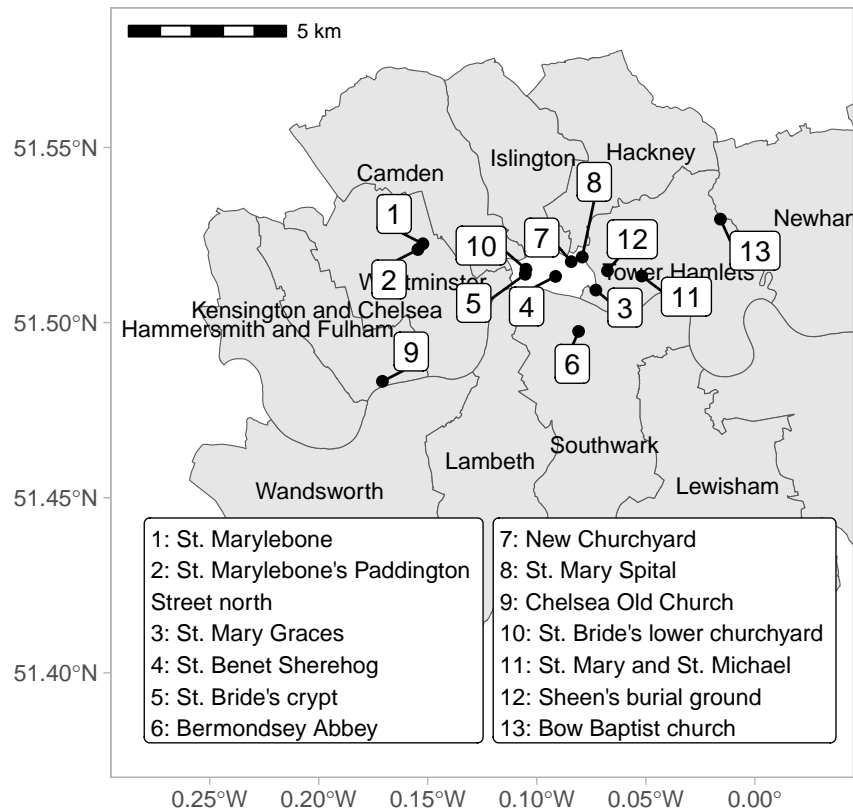 5 km
51.55°N
51.50°N
51.45°N
51.40°N
Camden
Islington
Hackney
Newham
Westminster
Tower Hamlets
Kensington and Chelsea
Hammersmith and Fulham
Wandsworth
Lambeth
Southwark
Lewisham
1
2
3
4
5
6
7
8
9
10
11
12
13
1: St. Marylebone
2: St. Marylebone's Paddington
Street north
3: St. Mary Graces
4: St. Benet Sherehog
5: St. Bride's crypt
6: Bermondsey Abbey
7: New Churchyard
8: St. Mary Spital
9: Chelsea Old Church
10: St. Bride's lower churchyard
11: St. Mary and St. Michael
12: Sheen's burial ground
13: Bow Baptist church
0.25°W
0.20°W
0.15°W
0.10°W
0.05°W
0.00°